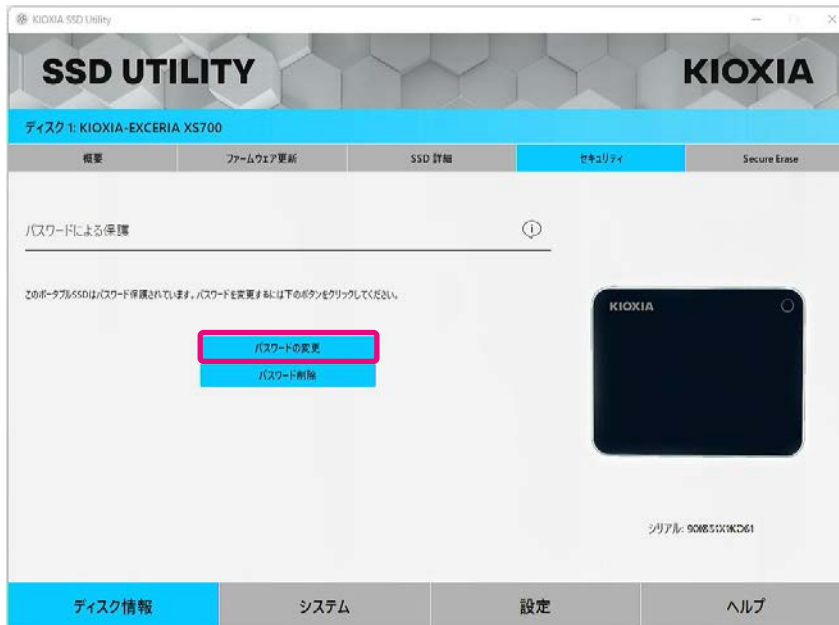 KIOXIA SSD Utility
SSD UTILITY
KIOXIA
ディスク 1: KIOXIA-EXCERIA XS700
概要
ファームウェア更新
SSD 詳細
セキュリティ
Secure Erase
パスワードによる保護
このポータブルSSDはパスワード保護されています。パスワードを変更するには下のボタンをクリックしてください。
パスワードの変更
パスワード削除
KIOXIA
シリアル:
ディスク情報
システム
設定
ヘルプ